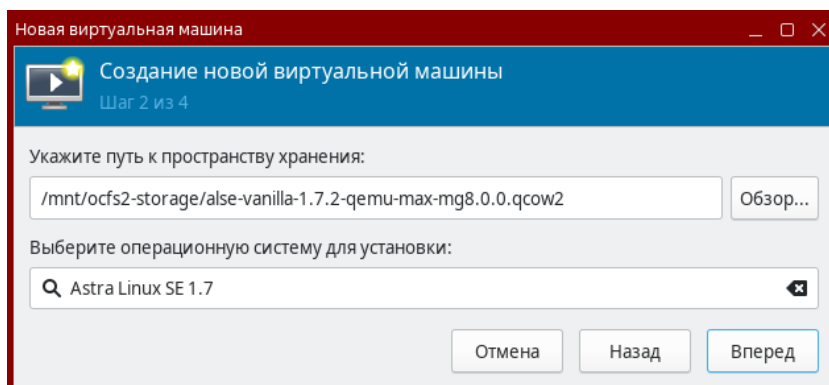 Новая виртуальная машина
Создание новой виртуальной машины
Шаг 2 из 4
Укажите путь к пространству хранения:
/mnt/ocfs2-storage/alse-vanilla-1.7.2-qemu-max-mg8.0.0.qcow2
Обзор...
Выберите операционную систему для установки:
Astra Linux SE 1.7
Отмена Назад Вперед